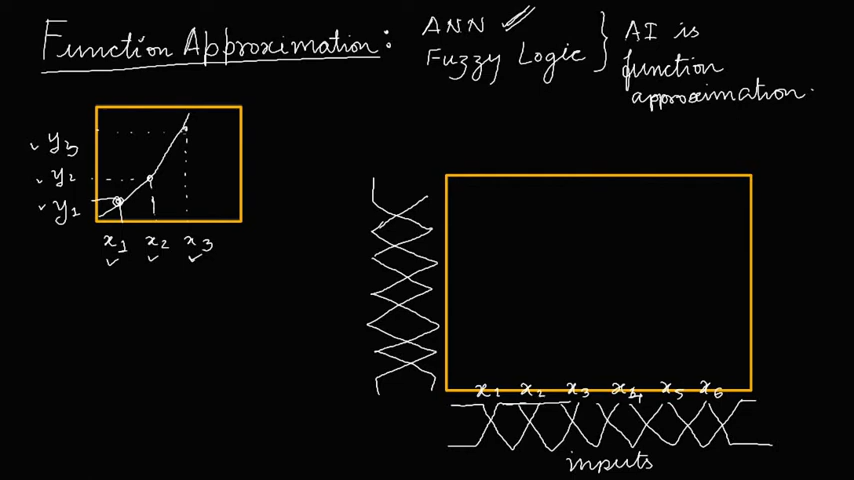 Function Approximation:
ANN
Fuzzy Logic
AI is
function
approximation.
y3
y2
y1
x1 x2 x3
x1 x2 x3 x4 x5 x6
inputs